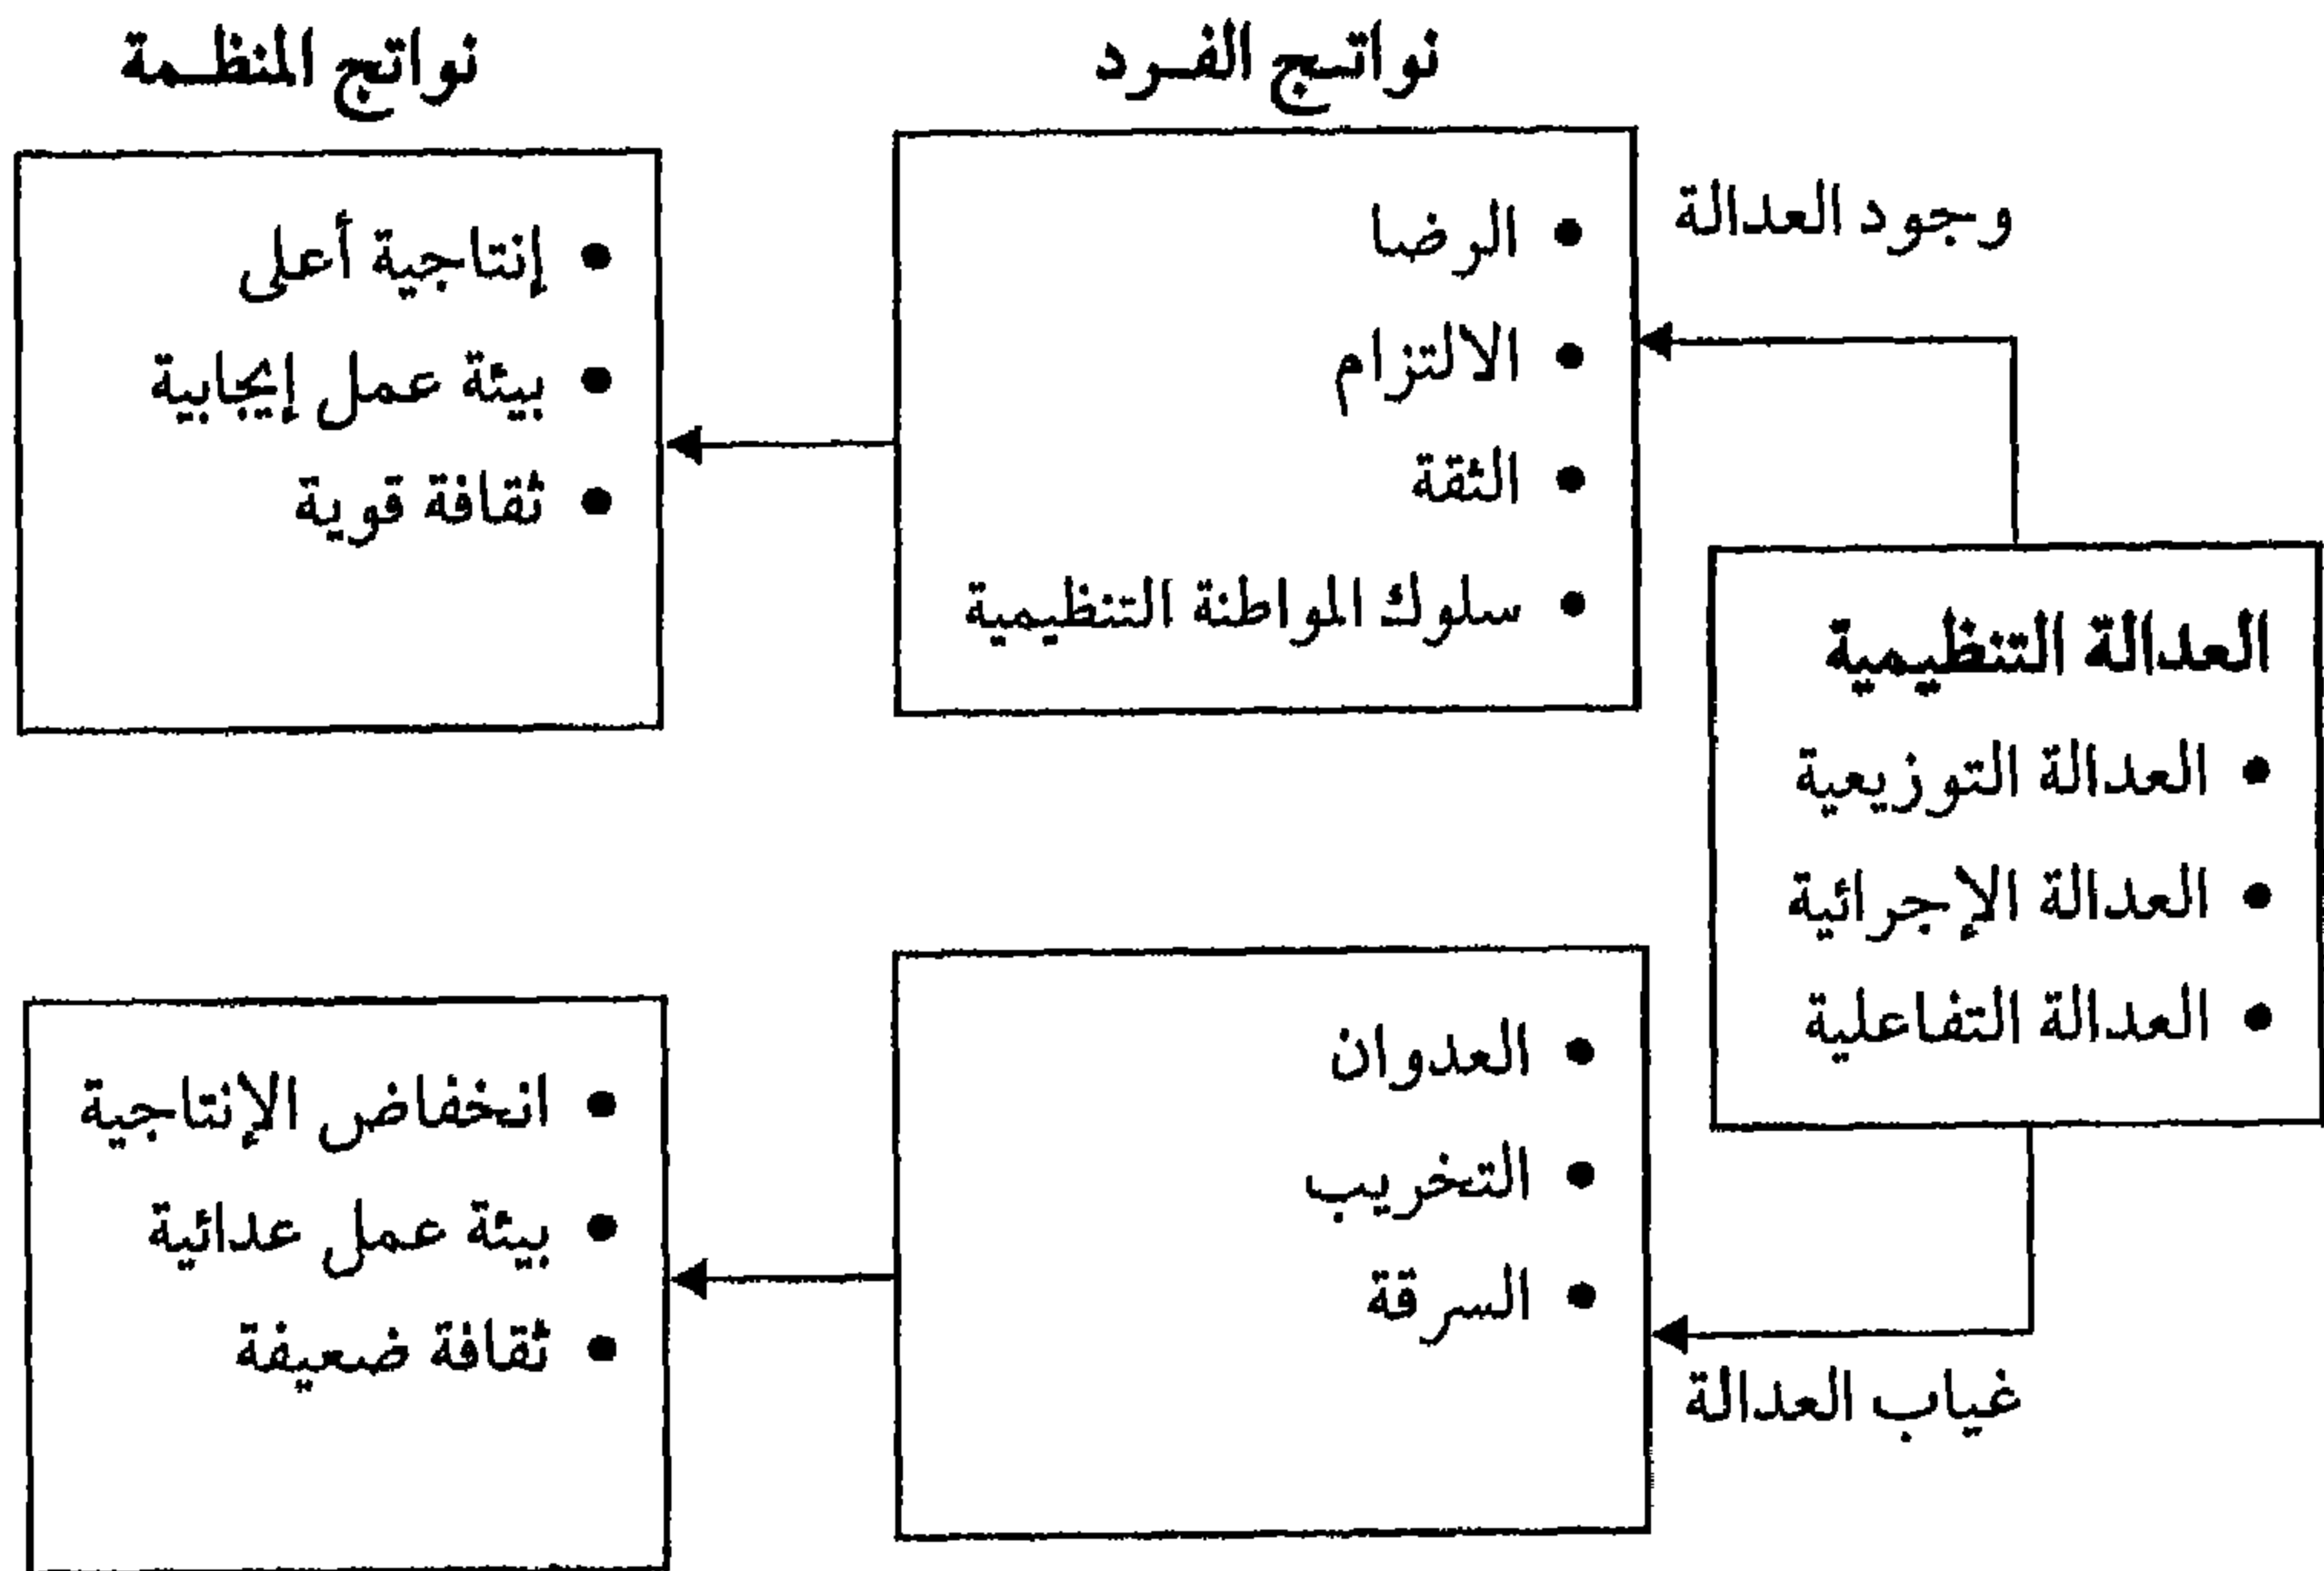 نواتج الفرد
نواتج المنظمة
وجود العدالة
• الرضا
• الالتزام
• الثقة
• سلوك المواطنة التنظيمية
• إنتاجية أعلى
• بيئة عمل إيجابية
• ثقافة قوية
العدالة التنظيمية
• العدالة التوزيعية
• العدالة الإجرائية
• العدالة التفاعلية
غياب العدالة
• العدوان
• التخريب
• السرقة
• انخفاض الإنتاجية
• بيئة عمل عدائية
• ثقافة ضعيفة